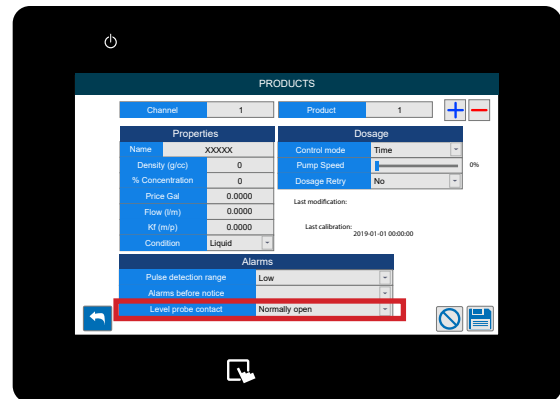 PRODUCTS
Channel 1 Product 1
Properties
Name XXXXX
Density (g/cc) 0
% Concentration 0
Price Gal 0.0000
Flow (l/m) 0.0000
Kf (m/p) 0.0000
Condition Liquid
Dosage
Control mode Time
Pump Speed 0%
Dosage Retry No
Last modification:
Last calibration: 2019-01-01 00:00:00
Alarms
Pulse detection range Low
Alarms before notice
Level probe contact Normally open